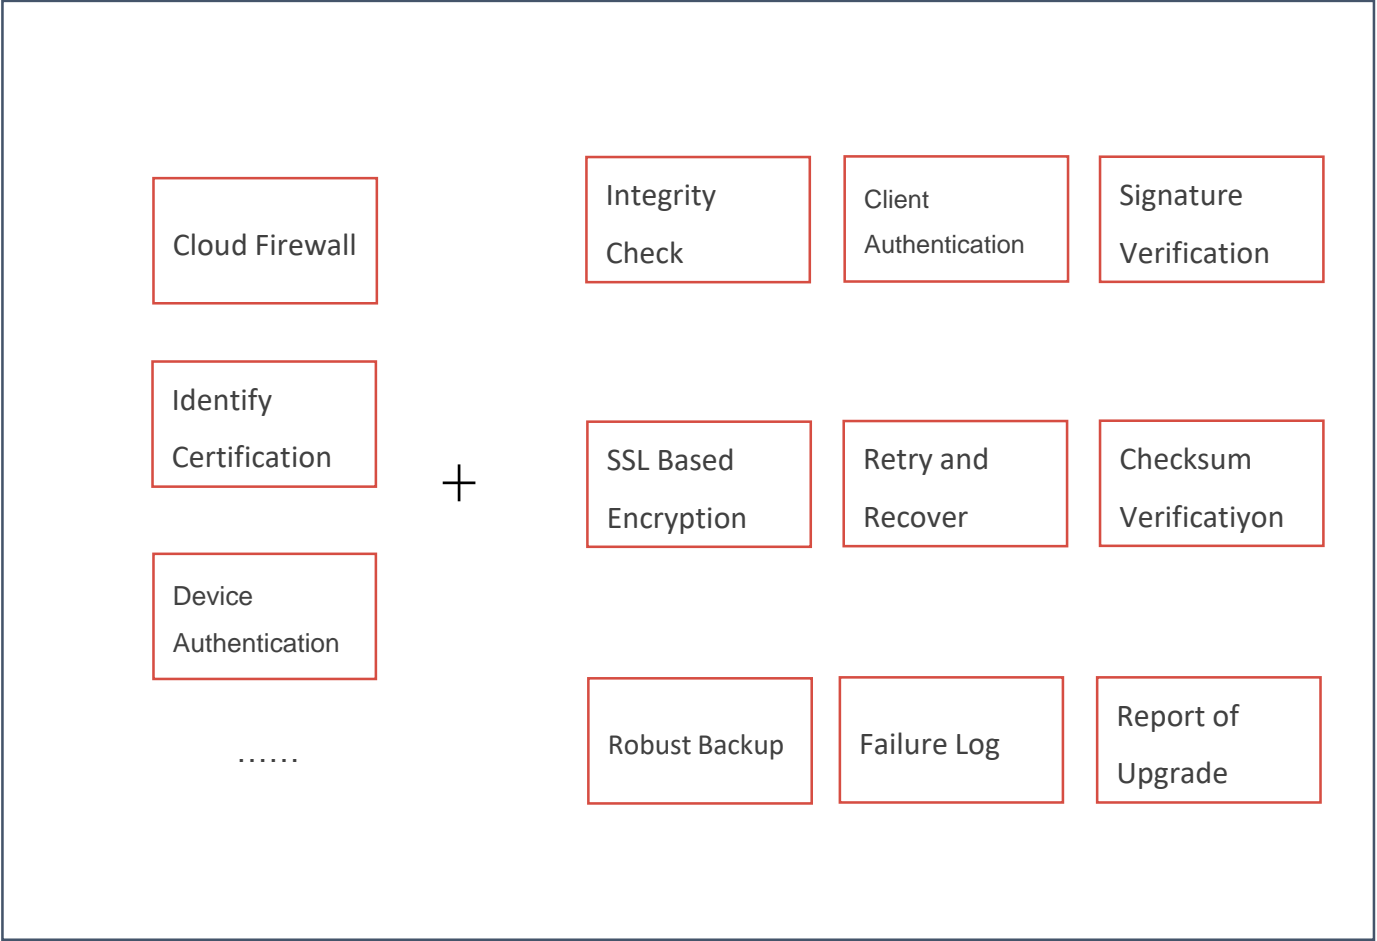 Cloud Firewall
Identify
Certification
Device
Authentication
......
+
Integrity
Check
Client
Authentication
Signature
Verification
SSL Based
Encryption
Retry and
Recover
Checksum
Verificatiyon
Robust Backup
Failure Log
Report of
Upgrade